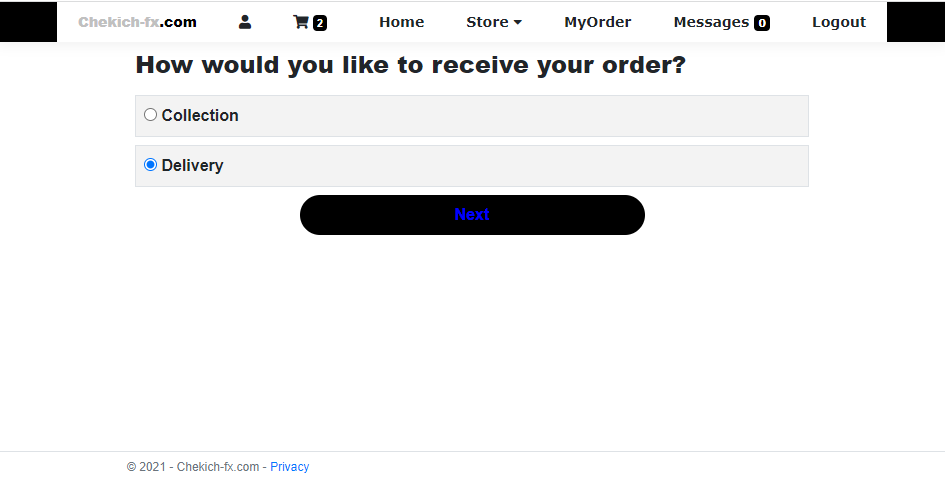 Chekich-fx.com 2 Home Store MyOrder Messages 0 Logout
How would you like to receive your order?
Collection
Delivery
Next
© 2021 - Chekich-fx.com - Privacy